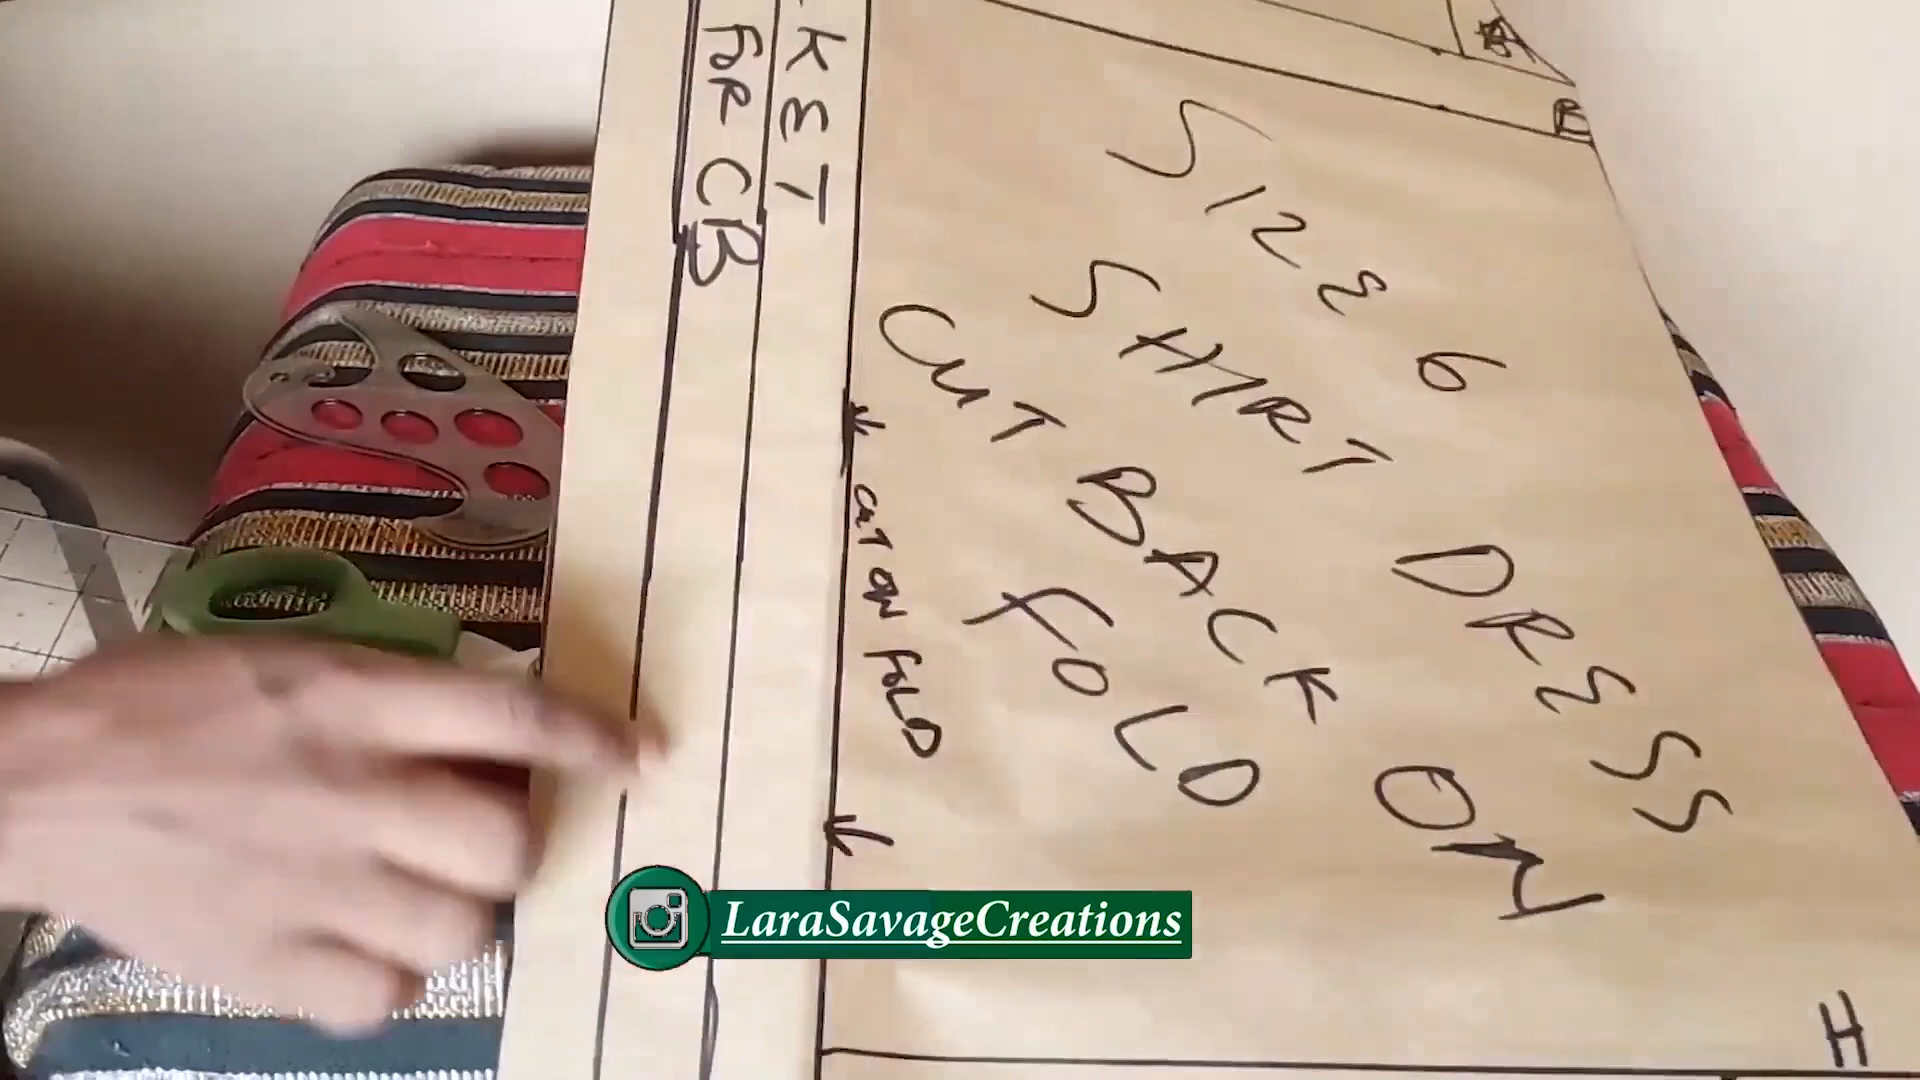 SIZE 6
SHIRT DRESS
CUT BACK ON
FOLD
CUT ON FOLD
KET
FOR CB
B
H
LaraSavageCreations